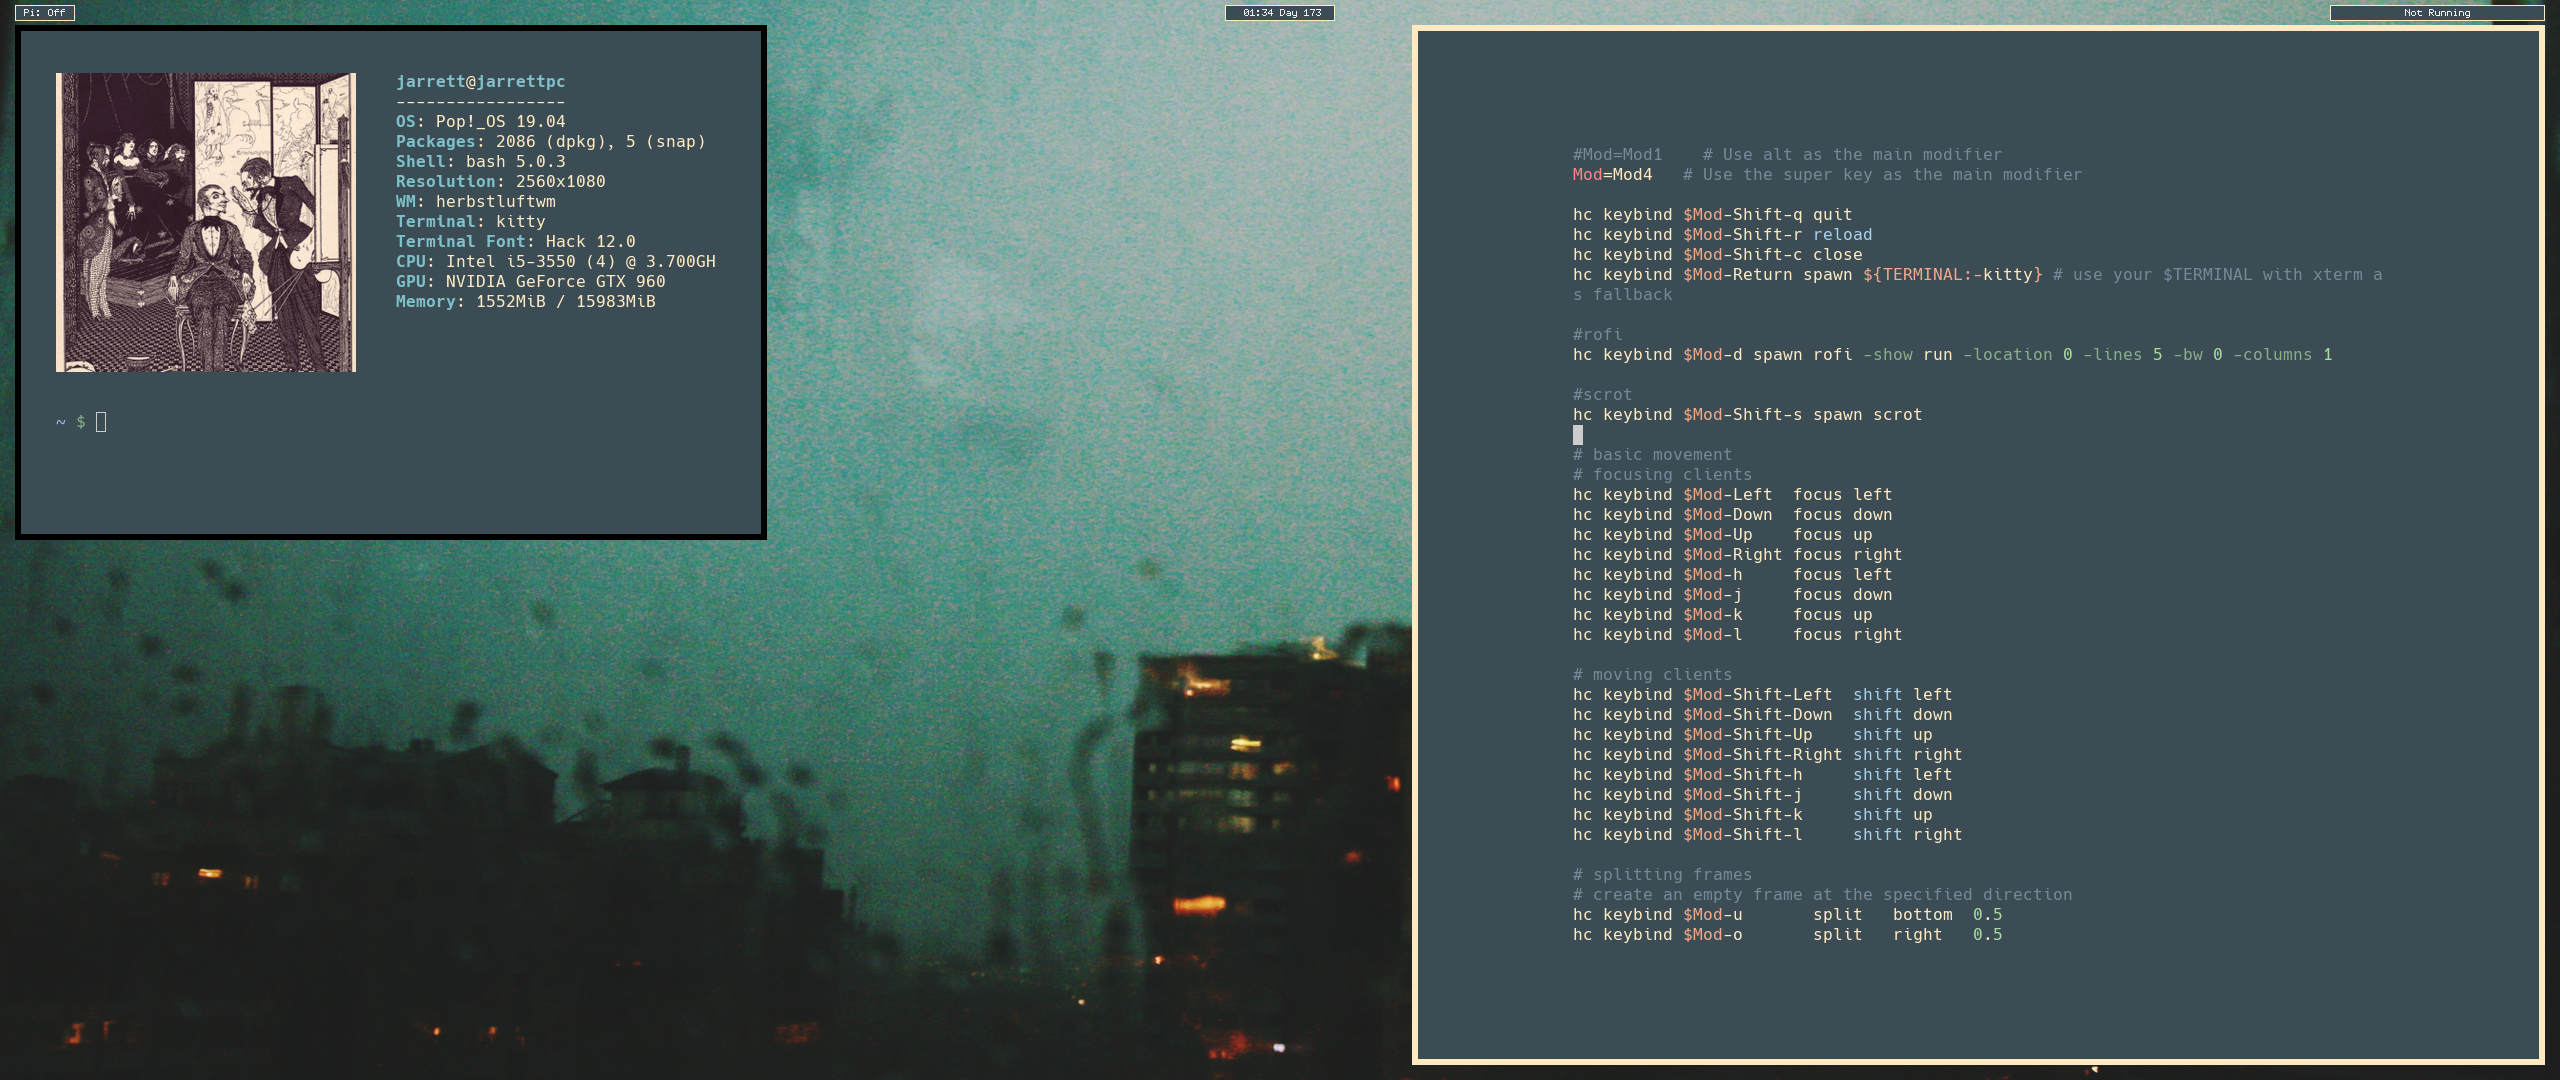 Pi: Off
01:34 Day 173
Not Running
jarrett@jarrettpc
-----------------
OS: Pop!_OS 19.04
Packages: 2086 (dpkg), 5 (snap)
Shell: bash 5.0.3
Resolution: 2560x1080
WM: herbstluftwm
Terminal: kitty
Terminal Font: Hack 12.0
CPU: Intel i5-3550 (4) @ 3.700GH
GPU: NVIDIA GeForce GTX 960
Memory: 1552MiB / 15983MiB
~ $
#Mod=Mod1    # Use alt as the main modifier
Mod=Mod4   # Use the super key as the main modifier
hc keybind $Mod-Shift-q quit
hc keybind $Mod-Shift-r reload
hc keybind $Mod-Shift-c close
hc keybind $Mod-Return spawn ${TERMINAL:-kitty} # use your $TERMINAL with xterm a
s fallback
#rofi
hc keybind $Mod-d spawn rofi -show run -location 0 -lines 5 -bw 0 -columns 1
#scrot
hc keybind $Mod-Shift-s spawn scrot
# basic movement
# focusing clients
hc keybind $Mod-Left  focus left
hc keybind $Mod-Down  focus down
hc keybind $Mod-Up    focus up
hc keybind $Mod-Right focus right
hc keybind $Mod-h     focus left
hc keybind $Mod-j     focus down
hc keybind $Mod-k     focus up
hc keybind $Mod-l     focus right
# moving clients
hc keybind $Mod-Shift-Left  shift left
hc keybind $Mod-Shift-Down  shift down
hc keybind $Mod-Shift-Up    shift up
hc keybind $Mod-Shift-Right shift right
hc keybind $Mod-Shift-h     shift left
hc keybind $Mod-Shift-j     shift down
hc keybind $Mod-Shift-k     shift up
hc keybind $Mod-Shift-l     shift right
# splitting frames
# create an empty frame at the specified direction
hc keybind $Mod-u       split   bottom  0.5
hc keybind $Mod-o       split   right   0.5